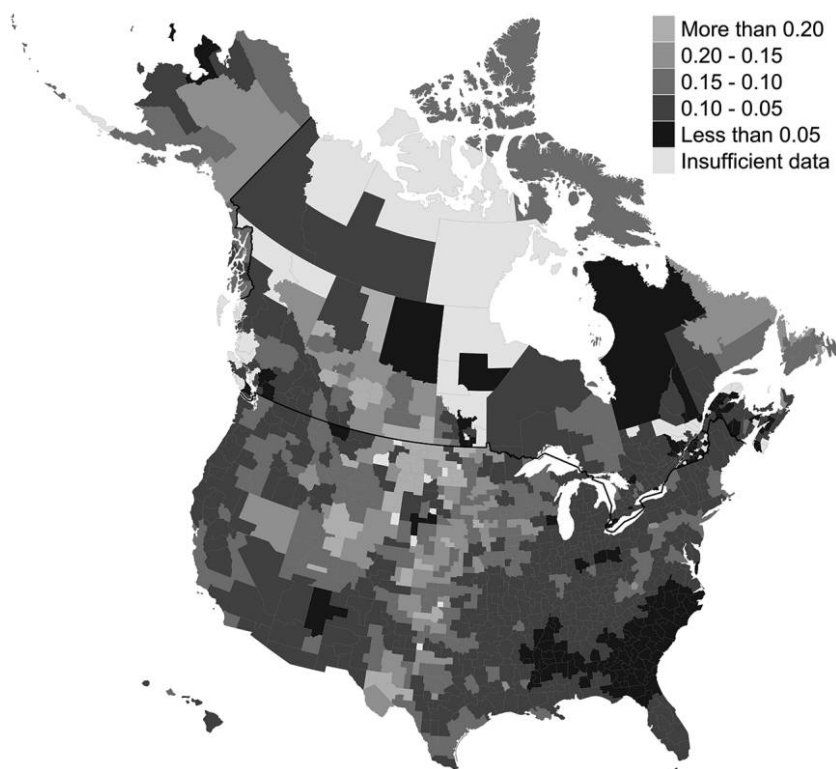 More than 0.20
0.20 - 0.15
0.15 - 0.10
0.10 - 0.05
Less than 0.05
Insufficient data